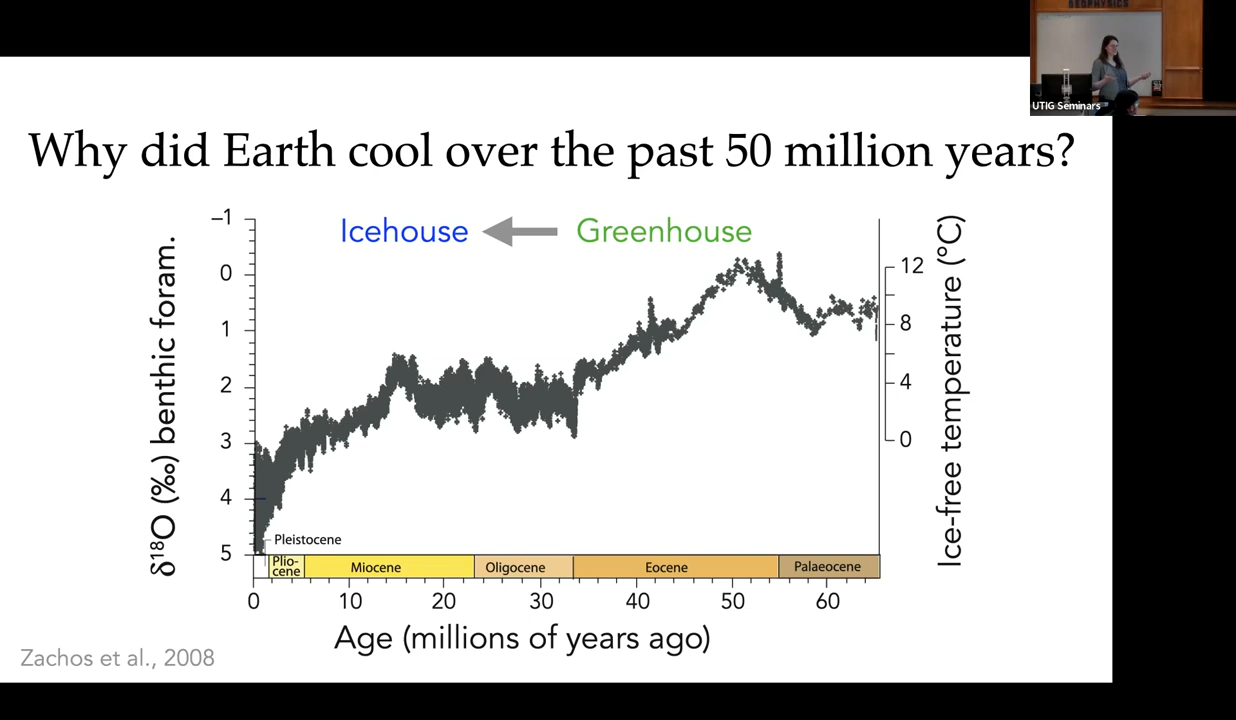 GEOPHYSICS
UTIG Seminars
Why did Earth cool over the past 50 million years?
Icehouse
Greenhouse
δ¹⁸O (‰) benthic foram.
–1
0
1
2
3
4
5
12
8
4
0
Ice-free temperature (°C)
Pleistocene
Plio-
cene
Miocene
Oligocene
Eocene
Palaeocene
0 10 20 30 40 50 60
Age (millions of years ago)
Zachos et al., 2008